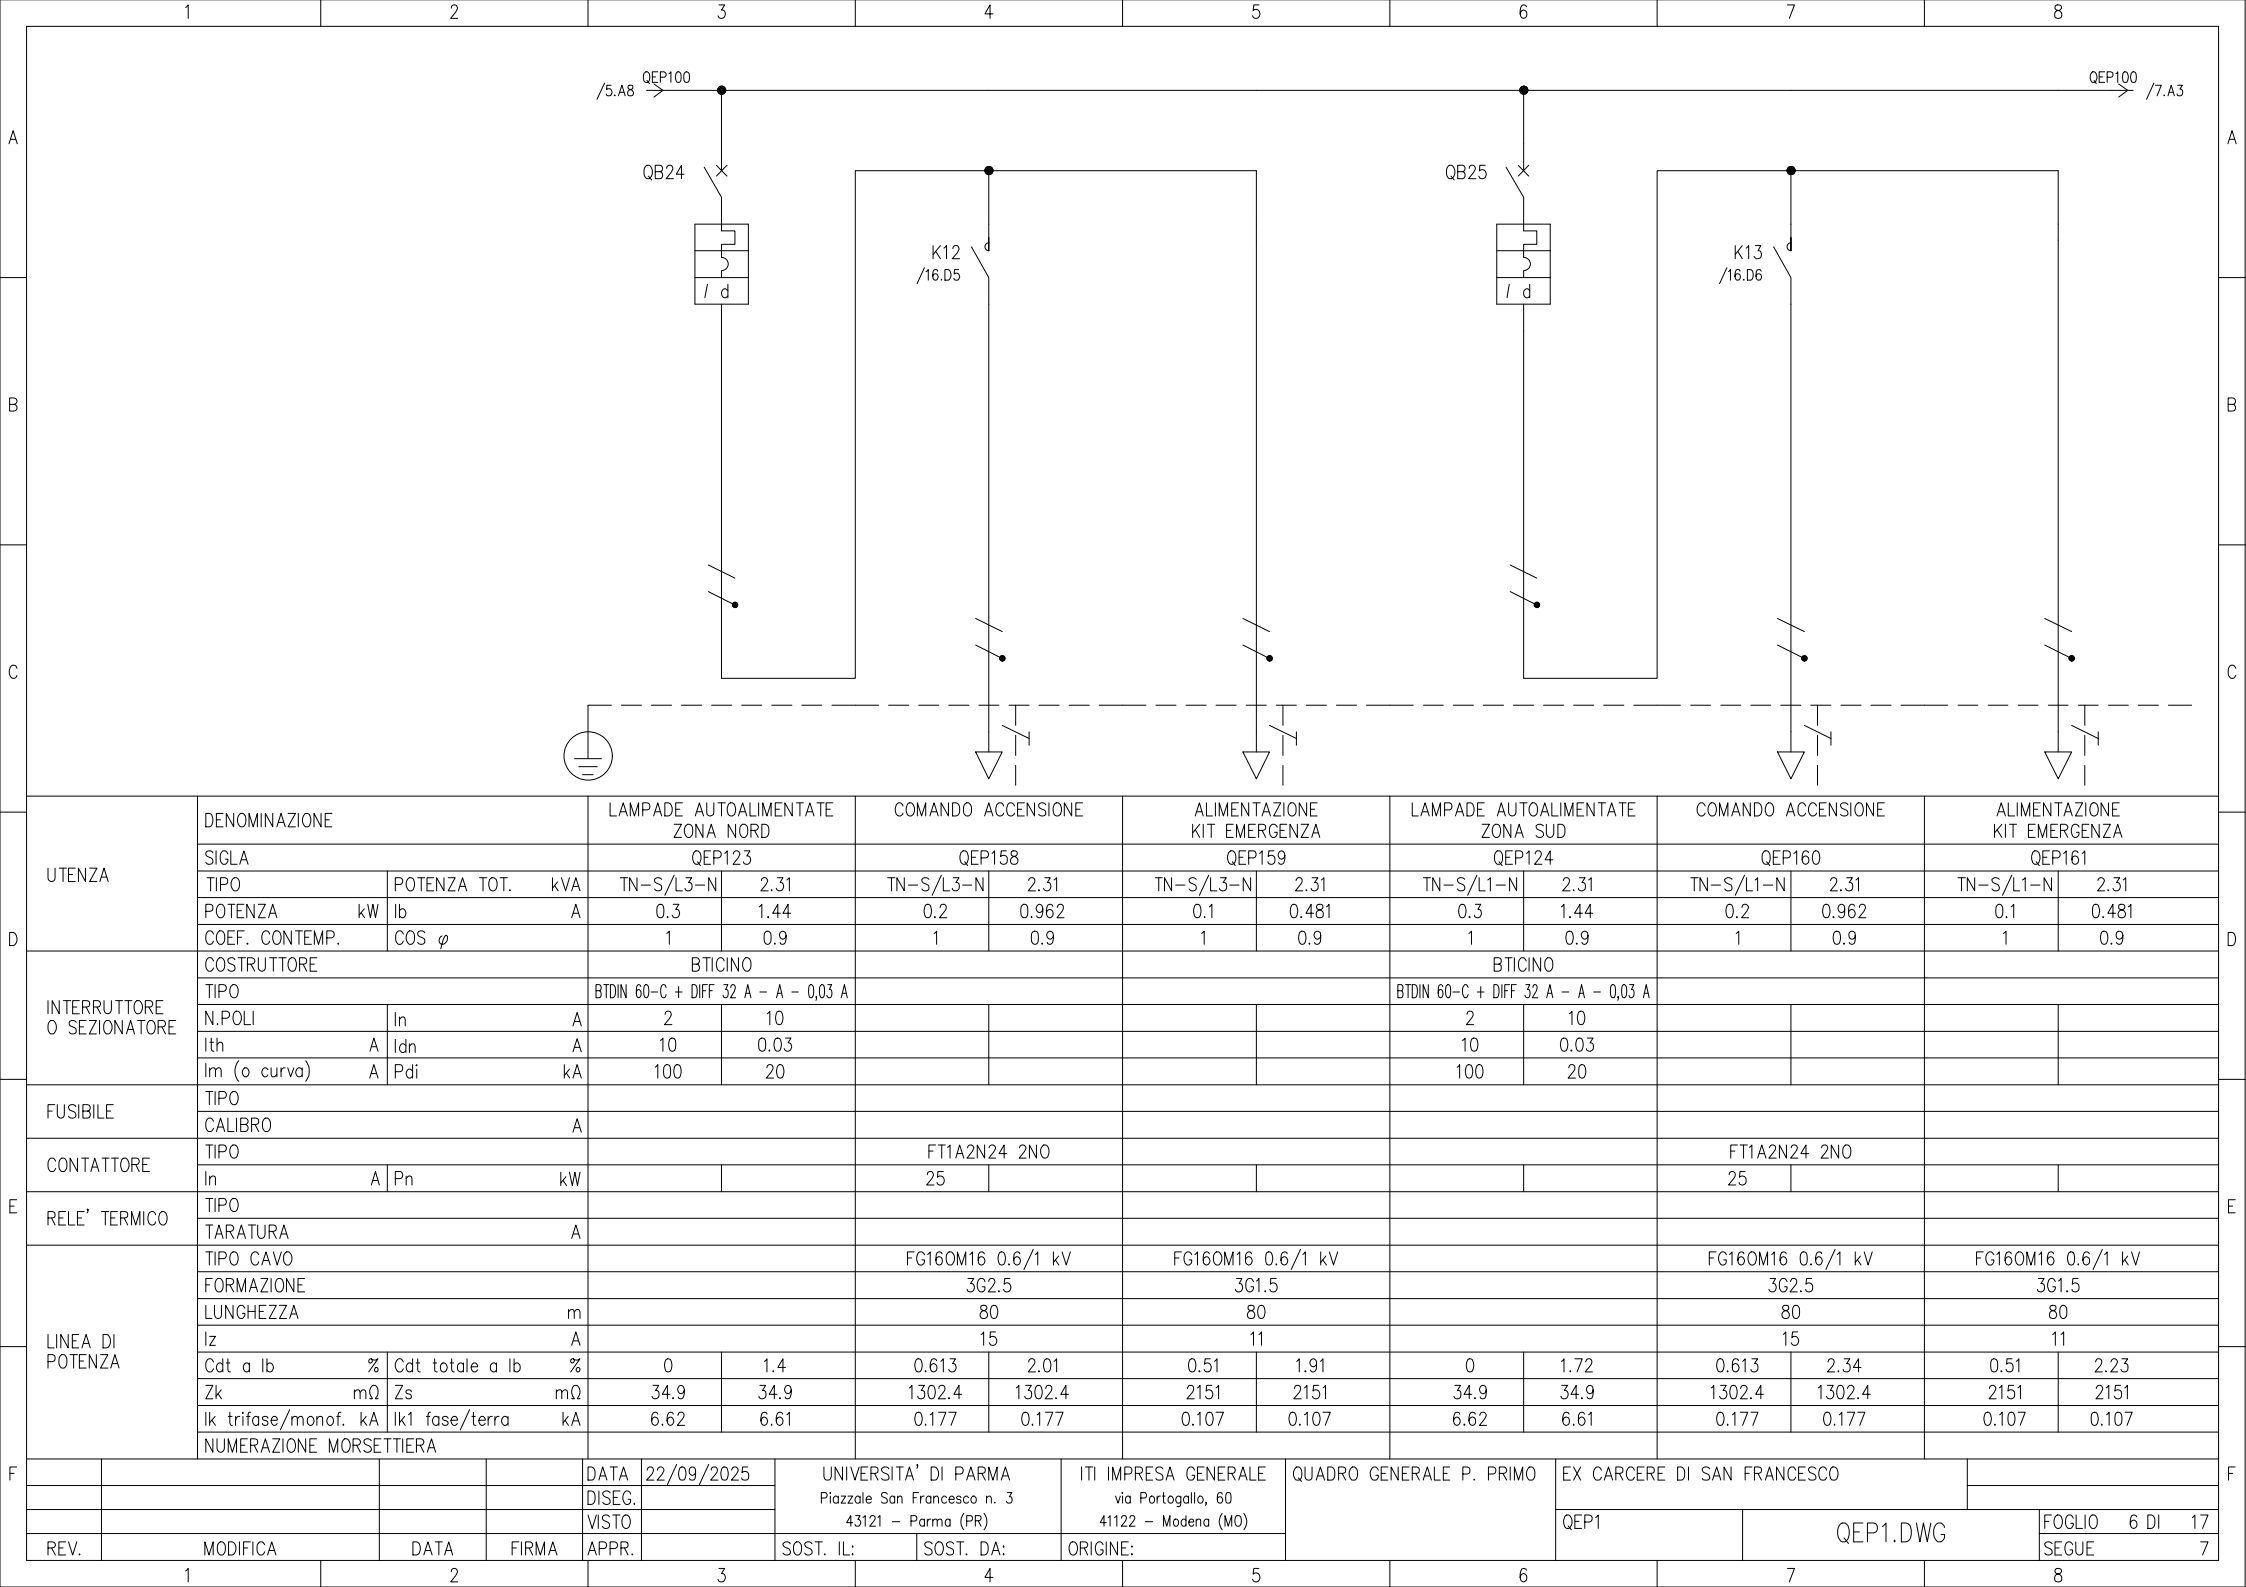 1 2 3 4 5 6 7 8
QEP100 QEP100
/5.A8 /7.A3
A A
QB24 QB25
K12 K13
/16.D5 /16.D6
I d I d
B B
C C
UTENZA
DENOMINAZIONE LAMPADE AUTOALIMENTATE COMANDO ACCENSIONE ALIMENTAZIONE LAMPADE AUTOALIMENTATE COMANDO ACCENSIONE ALIMENTAZIONE
ZONA NORD KIT EMERGENZA ZONA SUD KIT EMERGENZA
SIGLA QEP123 QEP158 QEP159 QEP124 QEP160 QEP161
TIPO POTENZA TOT. kVA TN-S/L3-N 2.31 TN-S/L3-N 2.31 TN-S/L3-N 2.31 TN-S/L1-N 2.31 TN-S/L1-N 2.31 TN-S/L1-N 2.31
POTENZA kW Ib A 0.3 1.44 0.2 0.962 0.1 0.481 0.3 1.44 0.2 0.962 0.1 0.481
D COEF. CONTEMP. COS φ 1 0.9 1 0.9 1 0.9 1 0.9 1 0.9 1 0.9 D
INTERRUTTORE
O SEZIONATORE
COSTRUTTORE BTICINO BTICINO
TIPO BTDIN 60-C + DIFF 32 A - A - 0,03 A BTDIN 60-C + DIFF 32 A - A - 0,03 A
N.POLI In A 2 10 2 10
Ith A Idn A 10 0.03 10 0.03
Im (o curva) A Pdi kA 100 20 100 20
FUSIBILE
TIPO
CALIBRO A
CONTATTORE
TIPO FT1A2N24 2NO FT1A2N24 2NO
In A Pn kW 25 25
E E
RELE' TERMICO
TIPO
TARATURA A
LINEA DI
POTENZA
TIPO CAVO FG16OM16 0.6/1 kV FG16OM16 0.6/1 kV FG16OM16 0.6/1 kV FG16OM16 0.6/1 kV
FORMAZIONE 3G2.5 3G1.5 3G2.5 3G1.5
LUNGHEZZA m 80 80 80 80
Iz A 15 11 15 11
Cdt a Ib % Cdt totale a Ib % 0 1.4 0.613 2.01 0.51 1.91 0 1.72 0.613 2.34 0.51 2.23
Zk mΩ Zs mΩ 34.9 34.9 1302.4 1302.4 2151 2151 34.9 34.9 1302.4 1302.4 2151 2151
Ik trifase/monof. kA Ik1 fase/terra kA 6.62 6.61 0.177 0.177 0.107 0.107 6.62 6.61 0.177 0.177 0.107 0.107
NUMERAZIONE MORSETTIERA
F DATA 22/09/2025 UNIVERSITA' DI PARMA ITI IMPRESA GENERALE QUADRO GENERALE P. PRIMO EX CARCERE DI SAN FRANCESCO F
DISEG. Piazzale San Francesco n. 3 via Portogallo, 60
VISTO 43121 - Parma (PR) 41122 - Modena (MO) QEP1 QEP1.DWG FOGLIO 6 DI 17
REV. MODIFICA DATA FIRMA APPR. SOST. IL: SOST. DA: ORIGINE: SEGUE 7
1 2 3 4 5 6 7 8